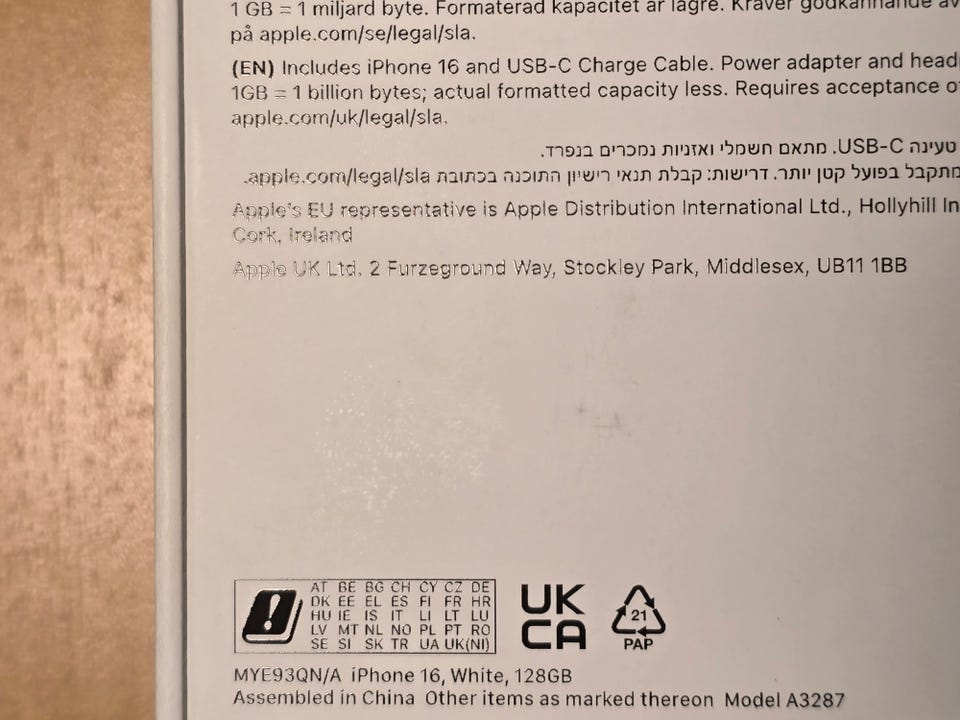 1 GB = 1 miljard byte. Formaterad kapacitet är lägre. Kräver godkännande av
på apple.com/se/legal/sla.
(EN) Includes iPhone 16 and USB-C Charge Cable. Power adapter and head
1GB = 1 billion bytes; actual formatted capacity less. Requires acceptance of
apple.com/uk/legal/sla.
טעינה USB-C. מתאם חשמלי ואזניות נמכרים בנפרד.
מתקבל בפועל קטן יותר. דרישות: קבלת תנאי רישיון התוכנה בכתובת apple.com/legal/sla.
Apple's EU representative is Apple Distribution International Ltd., Hollyhill In
Cork, Ireland
Apple UK Ltd. 2 Furzeground Way, Stockley Park, Middlesex, UB11 1BB
AT BE BG CH CY CZ DE
DK EE EL ES FI FR HR
HU IE IS IT LI LT LU
LV MT NL NO PL PT RO
SE SI SK TR UA UK(NI)
UK
CA
21
PAP
MYE93QN/A iPhone 16, White, 128GB
Assembled in China Other items as marked thereon Model A3287